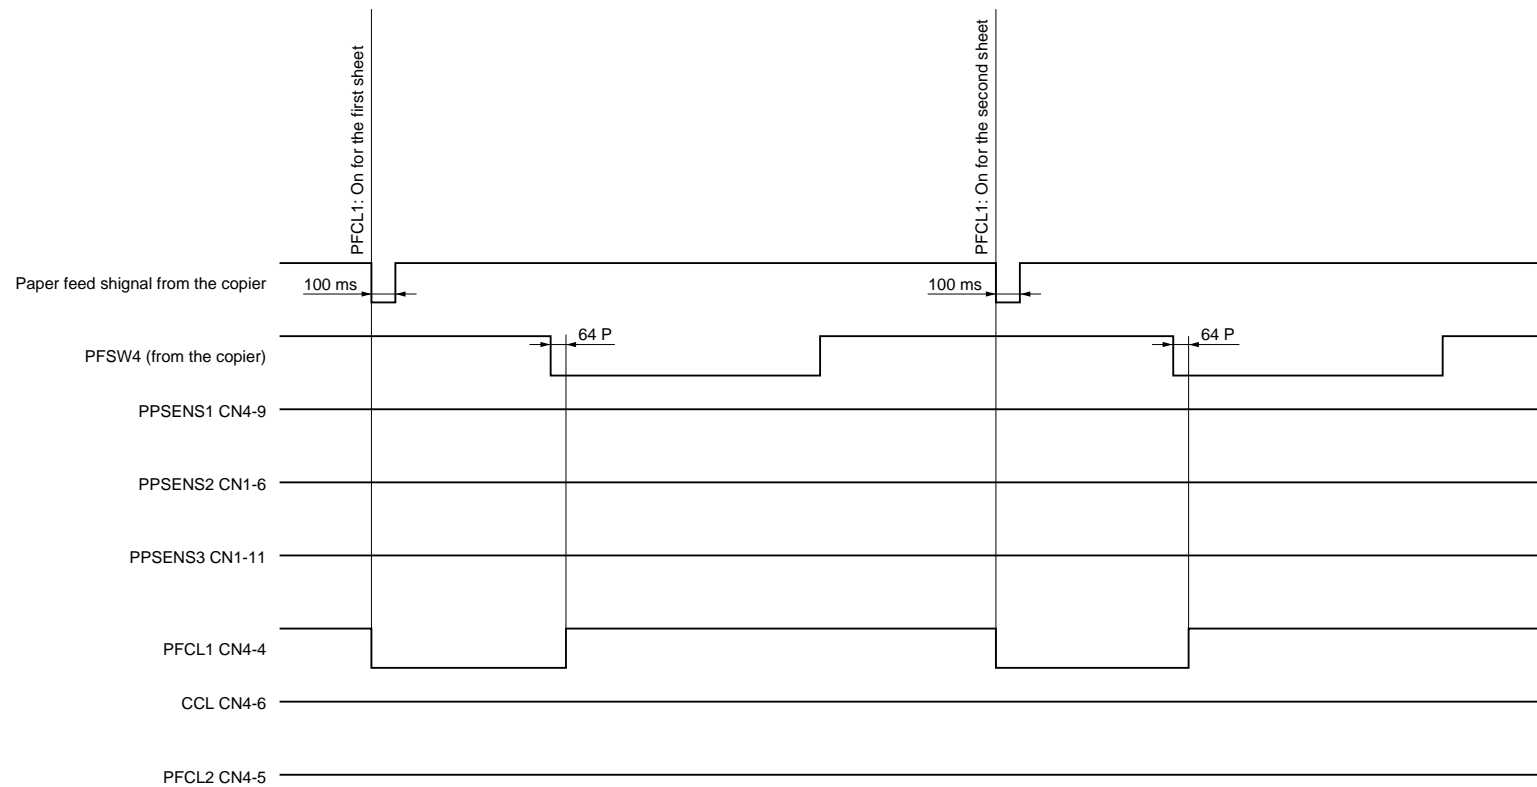 PFCL1: On for the first sheet
PFCL1: On for the second sheet
Paper feed shignal from the copier
100 ms
100 ms
PFSW4 (from the copier)
64 P
64 P
PPSENS1 CN4-9
PPSENS2 CN1-6
PPSENS3 CN1-11
PFCL1 CN4-4
CCL CN4-6
PFCL2 CN4-5